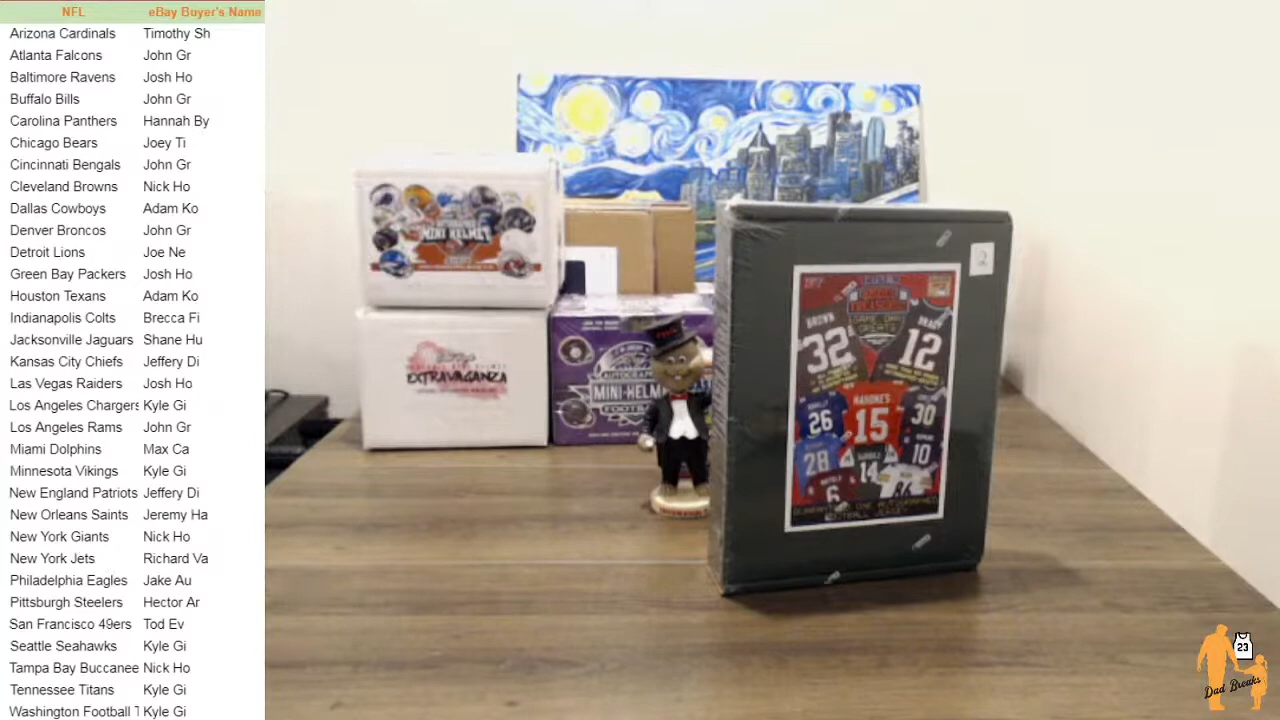 NFL eBay Buyer's Name
Arizona Cardinals Timothy Sh
Atlanta Falcons John Gr
Baltimore Ravens Josh Ho
Buffalo Bills John Gr
Carolina Panthers Hannah By
Chicago Bears Joey Ti
Cincinnati Bengals John Gr
Cleveland Browns Nick Ho
Dallas Cowboys Adam Ko
Denver Broncos John Gr
Detroit Lions Joe Ne
Green Bay Packers Josh Ho
Houston Texans Adam Ko
Indianapolis Colts Brecca Fi
Jacksonville Jaguars Shane Hu
Kansas City Chiefs Jeffery Di
Las Vegas Raiders Josh Ho
Los Angeles Chargers Kyle Gi
Los Angeles Rams John Gr
Miami Dolphins Max Ca
Minnesota Vikings Kyle Gi
New England Patriots Jeffery Di
New Orleans Saints Jeremy Ha
New York Giants Nick Ho
New York Jets Richard Va
Philadelphia Eagles Jake Au
Pittsburgh Steelers Hector Ar
San Francisco 49ers Tod Ev
Seattle Seahawks Kyle Gi
Tampa Bay Buccanee Nick Ho
Tennessee Titans Kyle Gi
Washington Football T Kyle Gi
MINI HELMET
EXTRAVAGANZA
AUTOGRAPH
MINI-HELM
FOOTBALL
2
BROWN
32
BRADY
12
MAHOMES
15
26
30
28
14
10
6
23
Dad Breaks